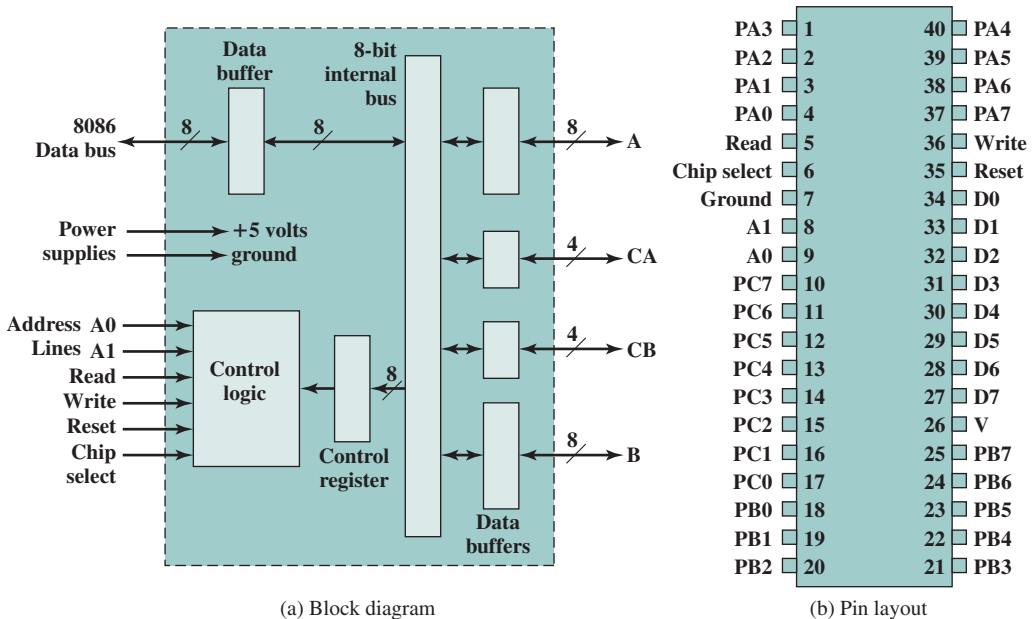 Data
buffer
8-bit
internal
bus
8086
Data bus
8
8
8
A
Power
supplies
+5 volts
ground
4
CA
Address A0
Lines A1
Read
Write
Reset
Chip
select
Control
logic
8
Control
register
4
CB
8
B
Data
buffers
(a) Block diagram
PA3 1 40 PA4
PA2 2 39 PA5
PA1 3 38 PA6
PA0 4 37 PA7
Read 5 36 Write
Chip select 6 35 Reset
Ground 7 34 D0
A1 8 33 D1
A0 9 32 D2
PC7 10 31 D3
PC6 11 30 D4
PC5 12 29 D5
PC4 13 28 D6
PC3 14 27 D7
PC2 15 26 V
PC1 16 25 PB7
PC0 17 24 PB6
PB0 18 23 PB5
PB1 19 22 PB4
PB2 20 21 PB3
(b) Pin layout